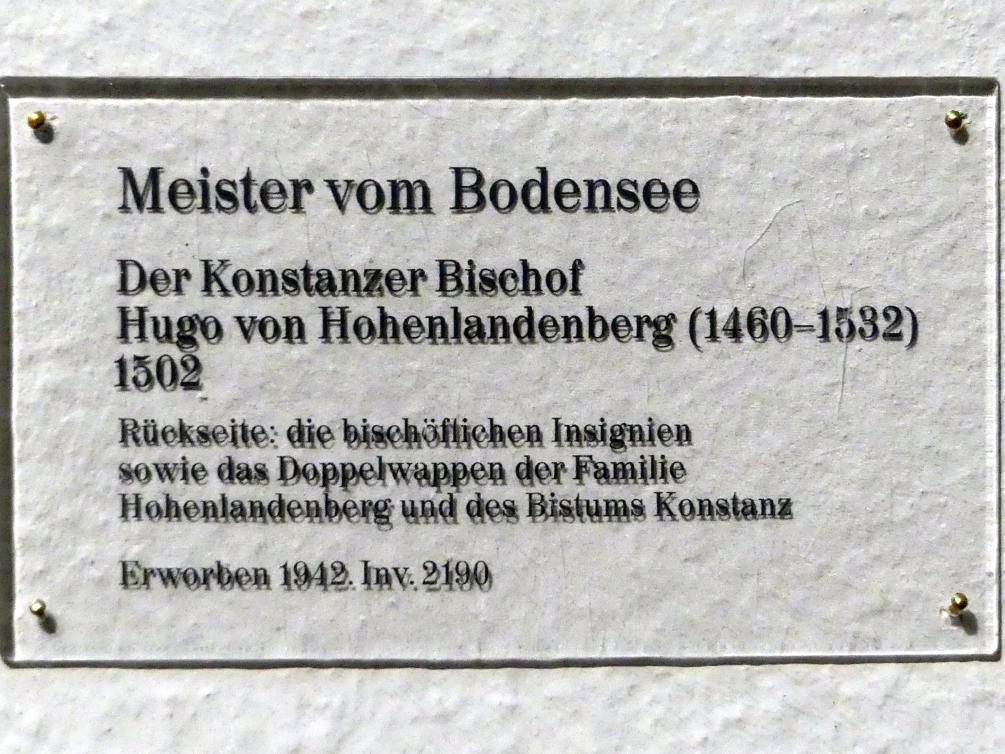 Meister vom Bodensee
Der Konstanzer Bischof
Hugo von Hohenlandenberg (1460–1532)
1502
Rückseite: die bischöflichen Insignien
sowie das Doppelwappen der Familie
Hohenlandenberg und des Bistums Konstanz
Erworben 1942. Inv. 2190